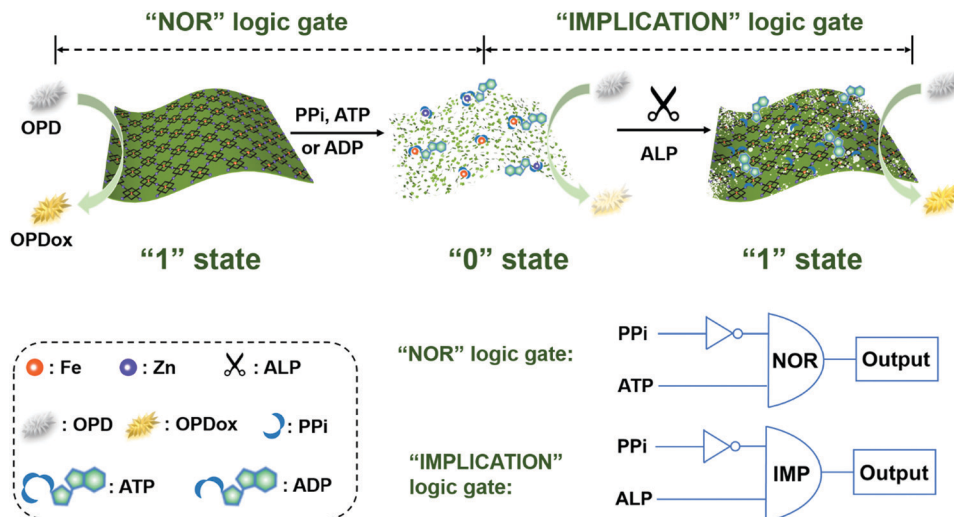 “NOR” logic gate
“IMPLICATION” logic gate
OPD
OPDox
PPi, ATP
or ADP
ALP
“1” state
“0” state
“1” state
: Fe
: Zn
: ALP
: OPD
: OPDox
: PPi
: ATP
: ADP
“NOR” logic gate:
PPi
ATP
NOR
Output
“IMPLICATION”
logic gate:
PPi
ALP
IMP
Output